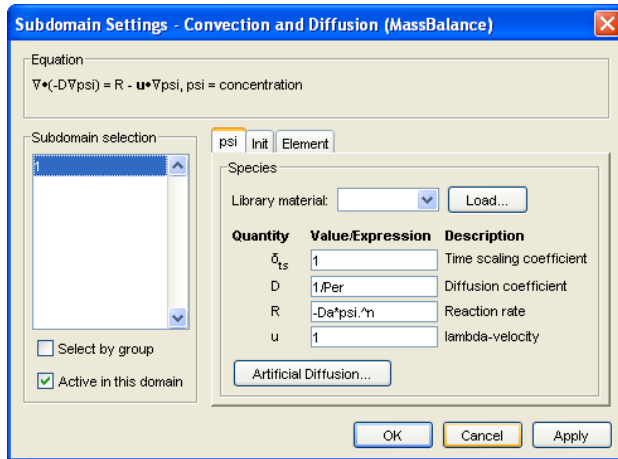 Subdomain Settings - Convection and Diffusion (MassBalance)
Equation
∇•(-D∇psi) = R - u•∇psi, psi = concentration
Subdomain selection
1
Select by group
Active in this domain
psi Init Element
Species
Library material: Load...
Quantity Value/Expression Description
δts 1 Time scaling coefficient
D 1/Per Diffusion coefficient
R -Da*psi.^n Reaction rate
u 1 lambda-velocity
Artificial Diffusion...
OK Cancel Apply